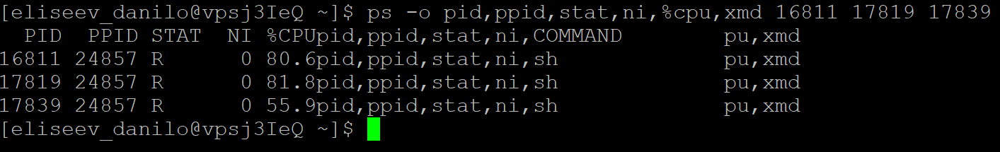 [eliseev_danilo@vpsj3IeQ ~]$ ps -o pid,ppid,stat,ni,%cpu,xmd 16811 17819 17839
  PID  PPID STAT  NI %CPUpid,ppid,stat,ni,COMMAND        pu,xmd
16811 24857 R      0 80.6pid,ppid,stat,ni,sh             pu,xmd
17819 24857 R      0 81.8pid,ppid,stat,ni,sh             pu,xmd
17839 24857 R      0 55.9pid,ppid,stat,ni,sh             pu,xmd
[eliseev_danilo@vpsj3IeQ ~]$